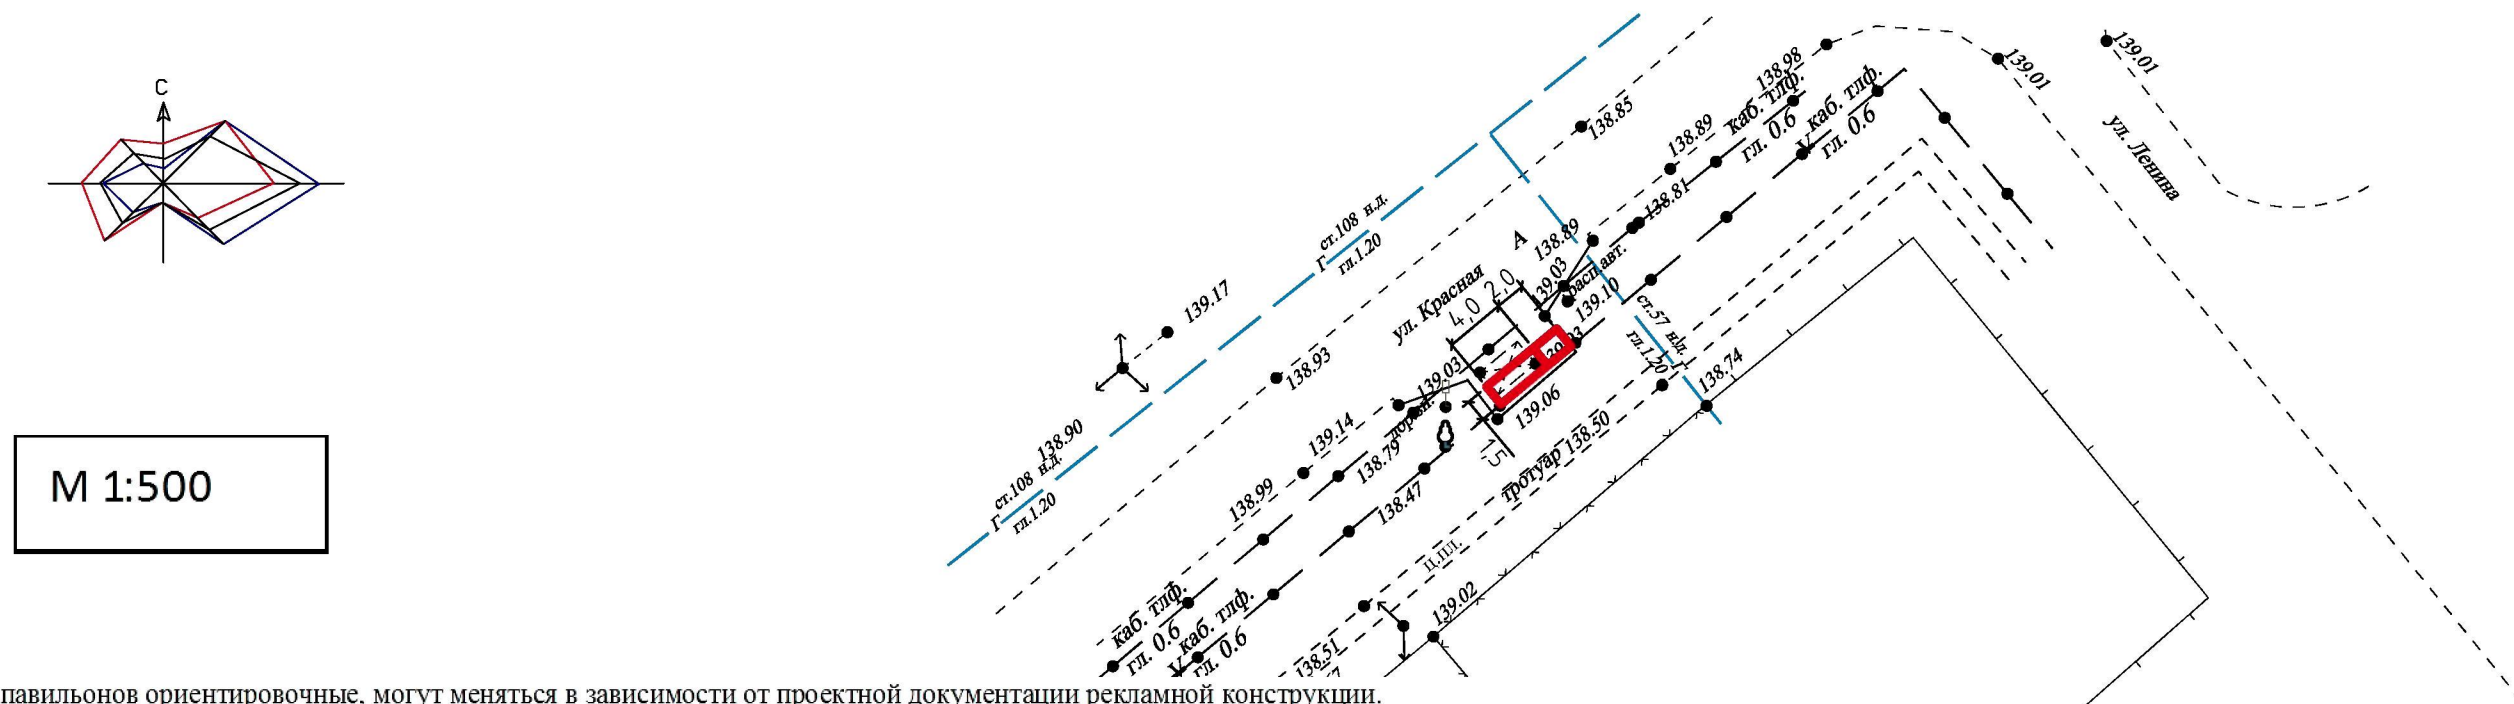 С
М 1:500
139.01
139.01
138.98
каб. тлф.
гл. 0.6
каб. тлф.
У
гл. 0.6
ул. Ленина
138.85
138.89
138.81
ст.108 н.д.
Г
гл.1.20
А
138.89
139.03
139.10
ул. Красная
4,0
2,0
139.17
ст.57 н.д.
гл.1.20
Г
138.74
138.93
139.03
139.06
1,5
138.90
ст.108 н.д.
Г
гл.1.20
139.14
138.79
138.99
138.47
тротуар 138.50
ц.пл.
139.02
каб. тлф.
гл. 0.6
У каб. тлф.
гл. 0.6
138.51
павильонов ориентировочные, могут меняться в зависимости от проектной документации рекламной конструкции.